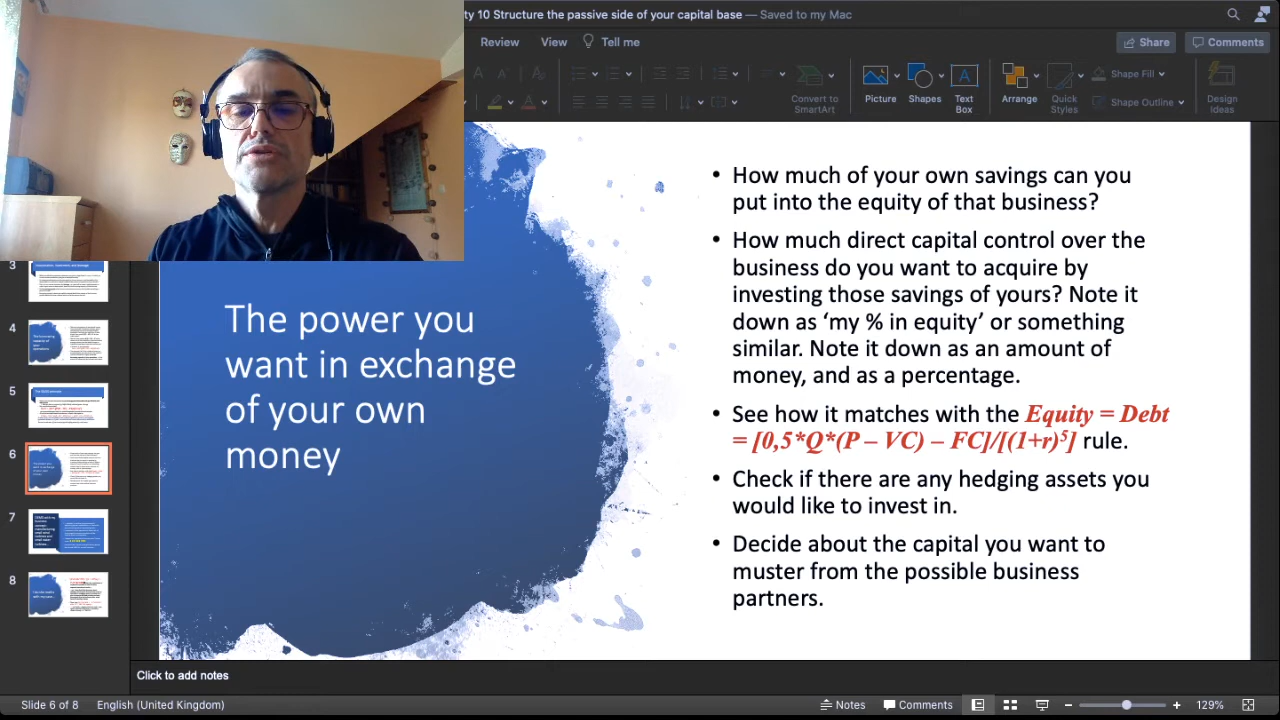 ty 10 Structure the passive side of your capital base — Saved to my Mac
Review View Tell me
Share Comments
Convert to
SmartArt
Picture
Shapes
Text
Box
Arrange
Quick
Styles
Shape Fill
Shape Outline
Design
Ideas
3
4
5
6
7
8
The power you
want in exchange
of your own
money
• How much of your own savings can you
put into the equity of that business?
• How much direct capital control over the
business do you want to acquire by
investing those savings of yours? Note it
down as ‘my % in equity’ or something
similar. Note it down as an amount of
money, and as a percentage.
• See how it matches with the Equity = Debt
= [0,5*Q*(P – VC) – FC]/[(1+r)⁵] rule.
• Check if there are any hedging assets you
would like to invest in.
• Decide about the capital you want to
muster from the possible business
partners.
Click to add notes
Slide 6 of 8 English (United Kingdom) Notes Comments 129%